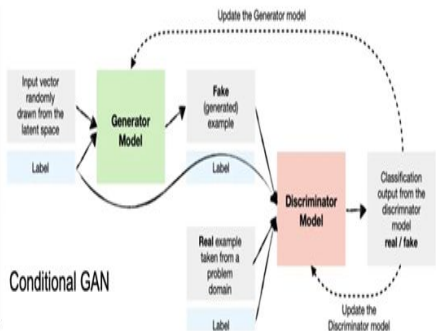 Update the Generator model
Input vector
randomly
drawn from the
latent space
Label
Generator
Model
Fake
(generated)
example
Label
Discriminator
Model
Classification
output from the
discrimnator
model
real / fake
Real example
taken from a
problem
domain
Label
Conditional GAN
Update the
Discriminator model